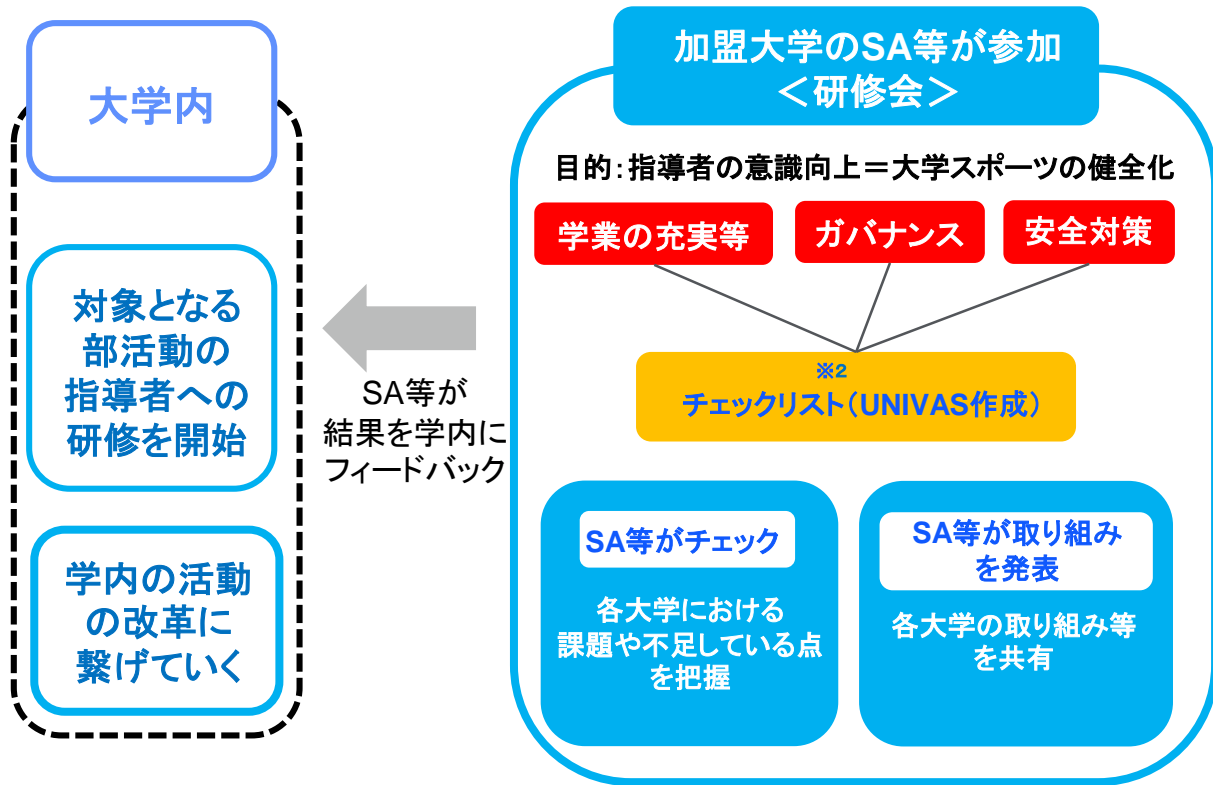 大学内
対象となる
部活動の
指導者への
研修を開始
学内の活動
の改革に
繋げていく
SA等が
結果を学内に
フィードバック
加盟大学のSA等が参加
＜研修会＞
目的：指導者の意識向上＝大学スポーツの健全化
学業の充実等
ガバナンス
安全対策
※2
チェックリスト（UNIVAS作成）
SA等がチェック
各大学における
課題や不足している点
を把握
SA等が取り組み
を発表
各大学の取り組み等
を共有